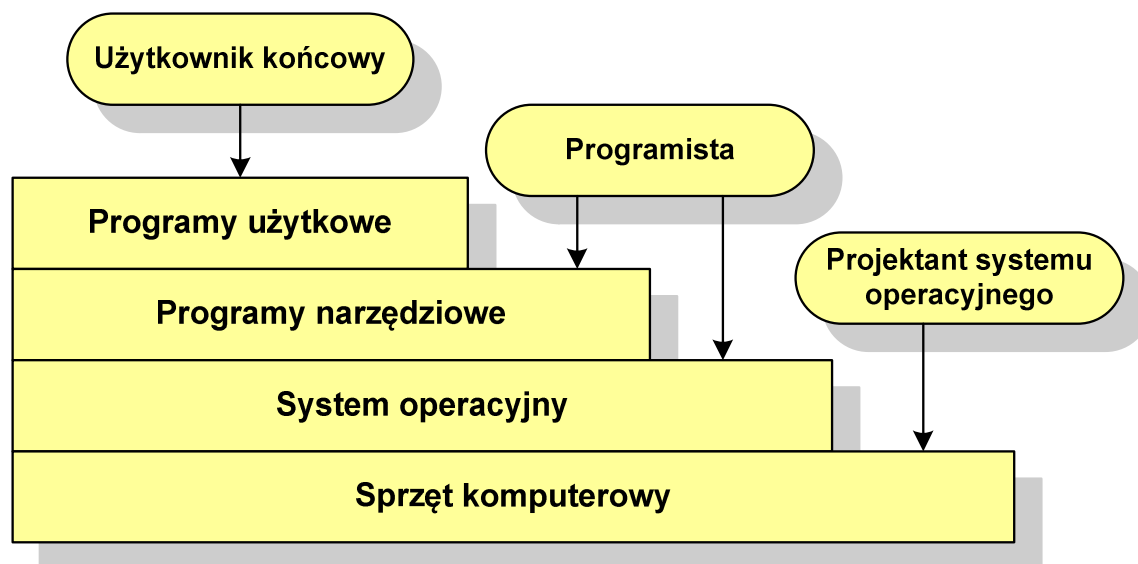 Użytkownik końcowy
Programista
Programy użytkowe
Projektant systemu
operacyjnego
Programy narzędziowe
System operacyjny
Sprzęt komputerowy